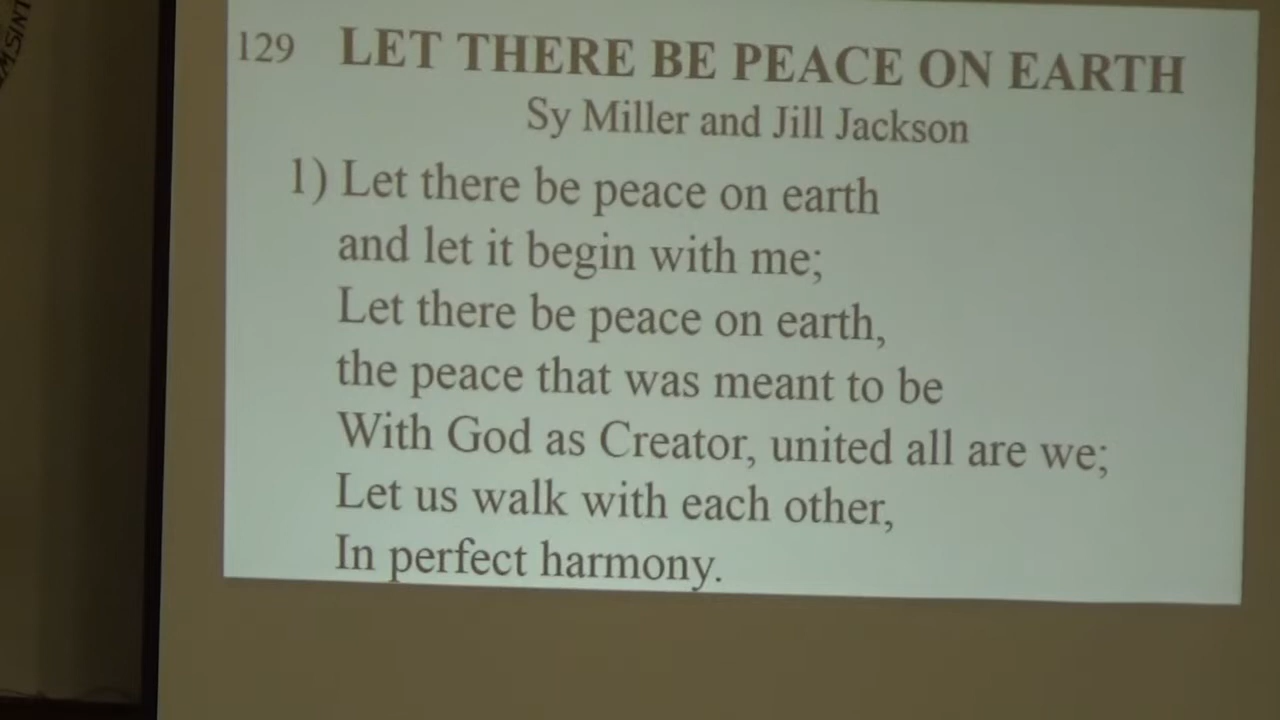 129 LET THERE BE PEACE ON EARTH
Sy Miller and Jill Jackson
1) Let there be peace on earth
and let it begin with me;
Let there be peace on earth,
the peace that was meant to be
With God as Creator, united all are we;
Let us walk with each other,
In perfect harmony.